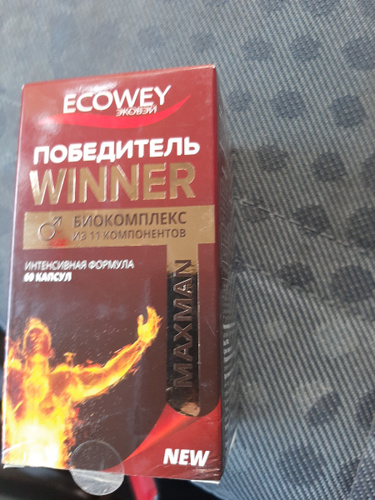 ECOWEY
ЭКОВЭЙ
ПОБЕДИТЕЛЬ
WINNER
БИОКОМПЛЕКС
ИЗ 11 КОМПОНЕНТОВ
ИНТЕНСИВНАЯ ФОРМУЛА
60 КАПСУЛ
MAXMAN
NEW